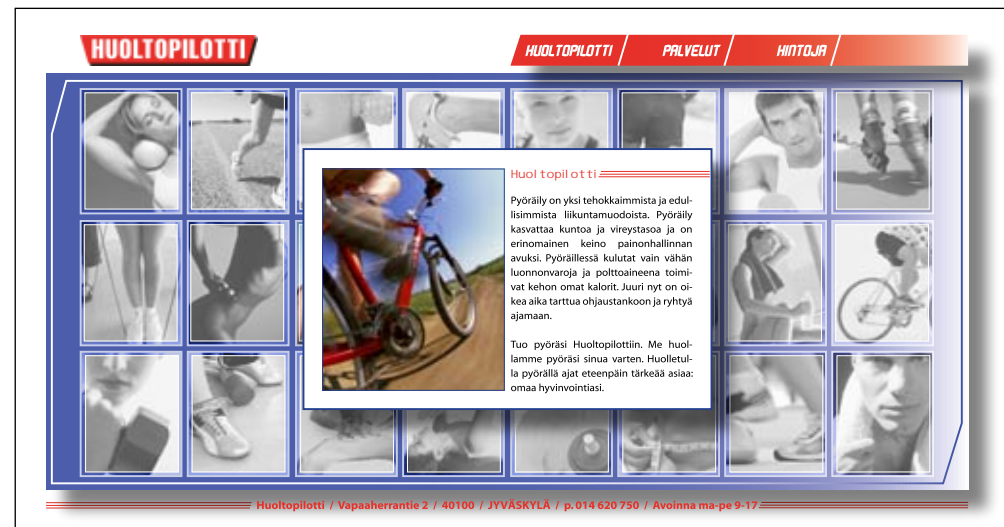 HUOLTOPILOTTI
HUOLTOPILOTTI PALVELUT HINTOJA
Huoltopilotti
Pyöräily on yksi tehokkaimmista ja edul-
lisimmista liikuntamuodoista. Pyöräily
kasvattaa kuntoa ja vireystasoa ja on
erinomainen keino painonhallinnan
avuksi. Pyöräillessä kulutat vain vähän
luonnonvaroja ja polttoaineena toimi-
vat kehon omat kalorit. Juuri nyt on oi-
kea aika tarttua ohjaustankoon ja ryhtyä
ajamaan.
Tuo pyöräsi Huoltopilottiin. Me huol-
lamme pyöräsi sinua varten. Huolletul-
la pyörällä ajat eteenpäin tärkeää asiaa:
omaa hyvinvointiasi.
Huoltopilotti / Vapaaherrantie 2 / 40100 / JYVÄSKYLÄ / p. 014 620 750 / Avoinna ma-pe 9-17